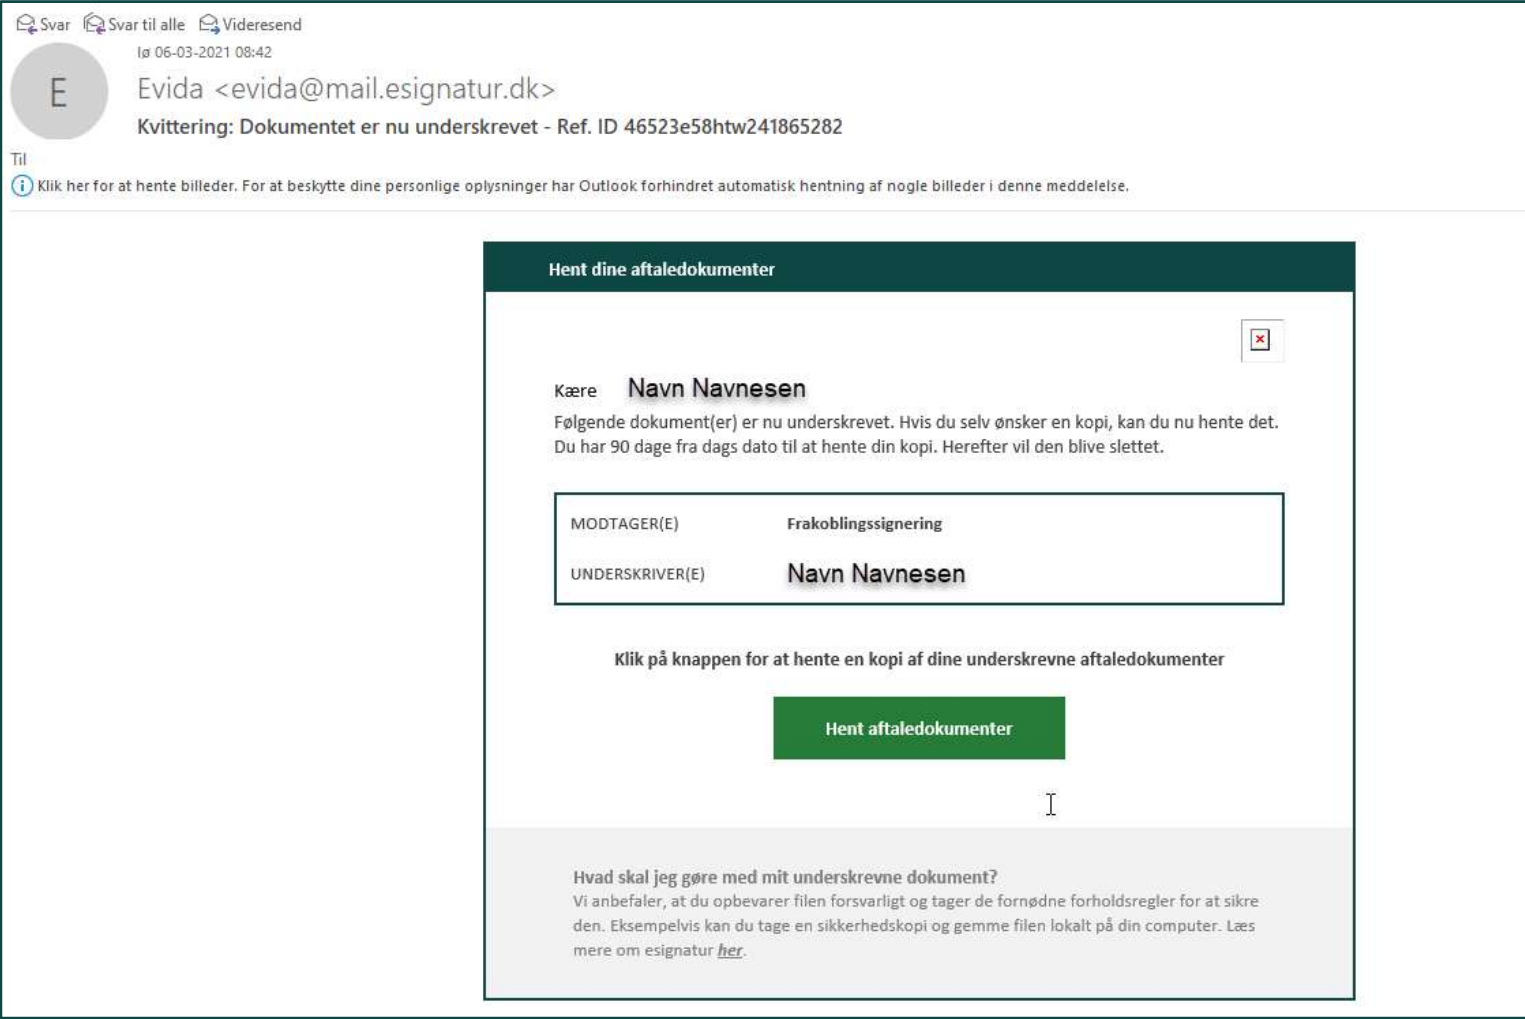 Svar Svar til alle Videresend
lø 06-03-2021 08:42
E
Evida <evida@mail.esignatur.dk>
Kvittering: Dokumentet er nu underskrevet - Ref. ID 46523e58htw241865282
Til
Klik her for at hente billeder. For at beskytte dine personlige oplysninger har Outlook forhindret automatisk hentning af nogle billeder i denne meddelelse.
Hent dine aftaledokumenter
Kære Navn Navnesen
Følgende dokument(er) er nu underskrevet. Hvis du selv ønsker en kopi, kan du nu hente det.
Du har 90 dage fra dags dato til at hente din kopi. Herefter vil den blive slettet.
MODTAGER(E) Frakoblingssignering
UNDERSKRIVER(E) Navn Navnesen
Klik på knappen for at hente en kopi af dine underskrevne aftaledokumenter
Hent aftaledokumenter
Hvad skal jeg gøre med mit underskrevne dokument?
Vi anbefaler, at du opbevarer filen forsvarligt og tager de fornødne forholdsregler for at sikre
den. Eksempelvis kan du tage en sikkerhedskopi og gemme filen lokalt på din computer. Læs
mere om esignatur her.